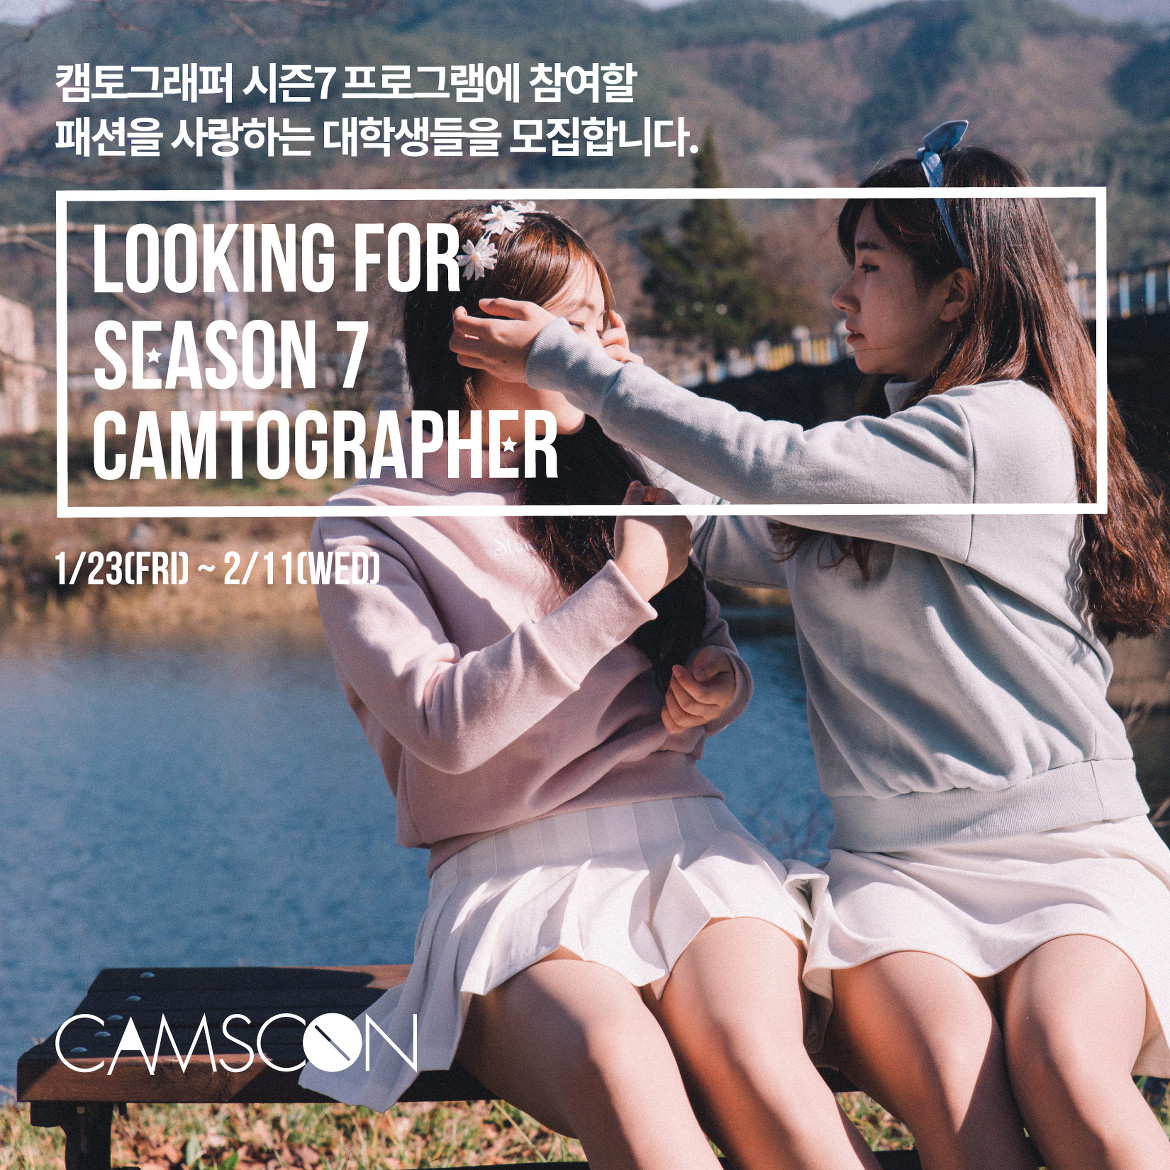 캠토그래퍼 시즌7 프로그램에 참여할
패션을 사랑하는 대학생들을 모집합니다.
LOOKING FOR
SEASON 7
CAMTOGRAPHER
1/23(FRI) ~ 2/11(WED)
CAMSCON